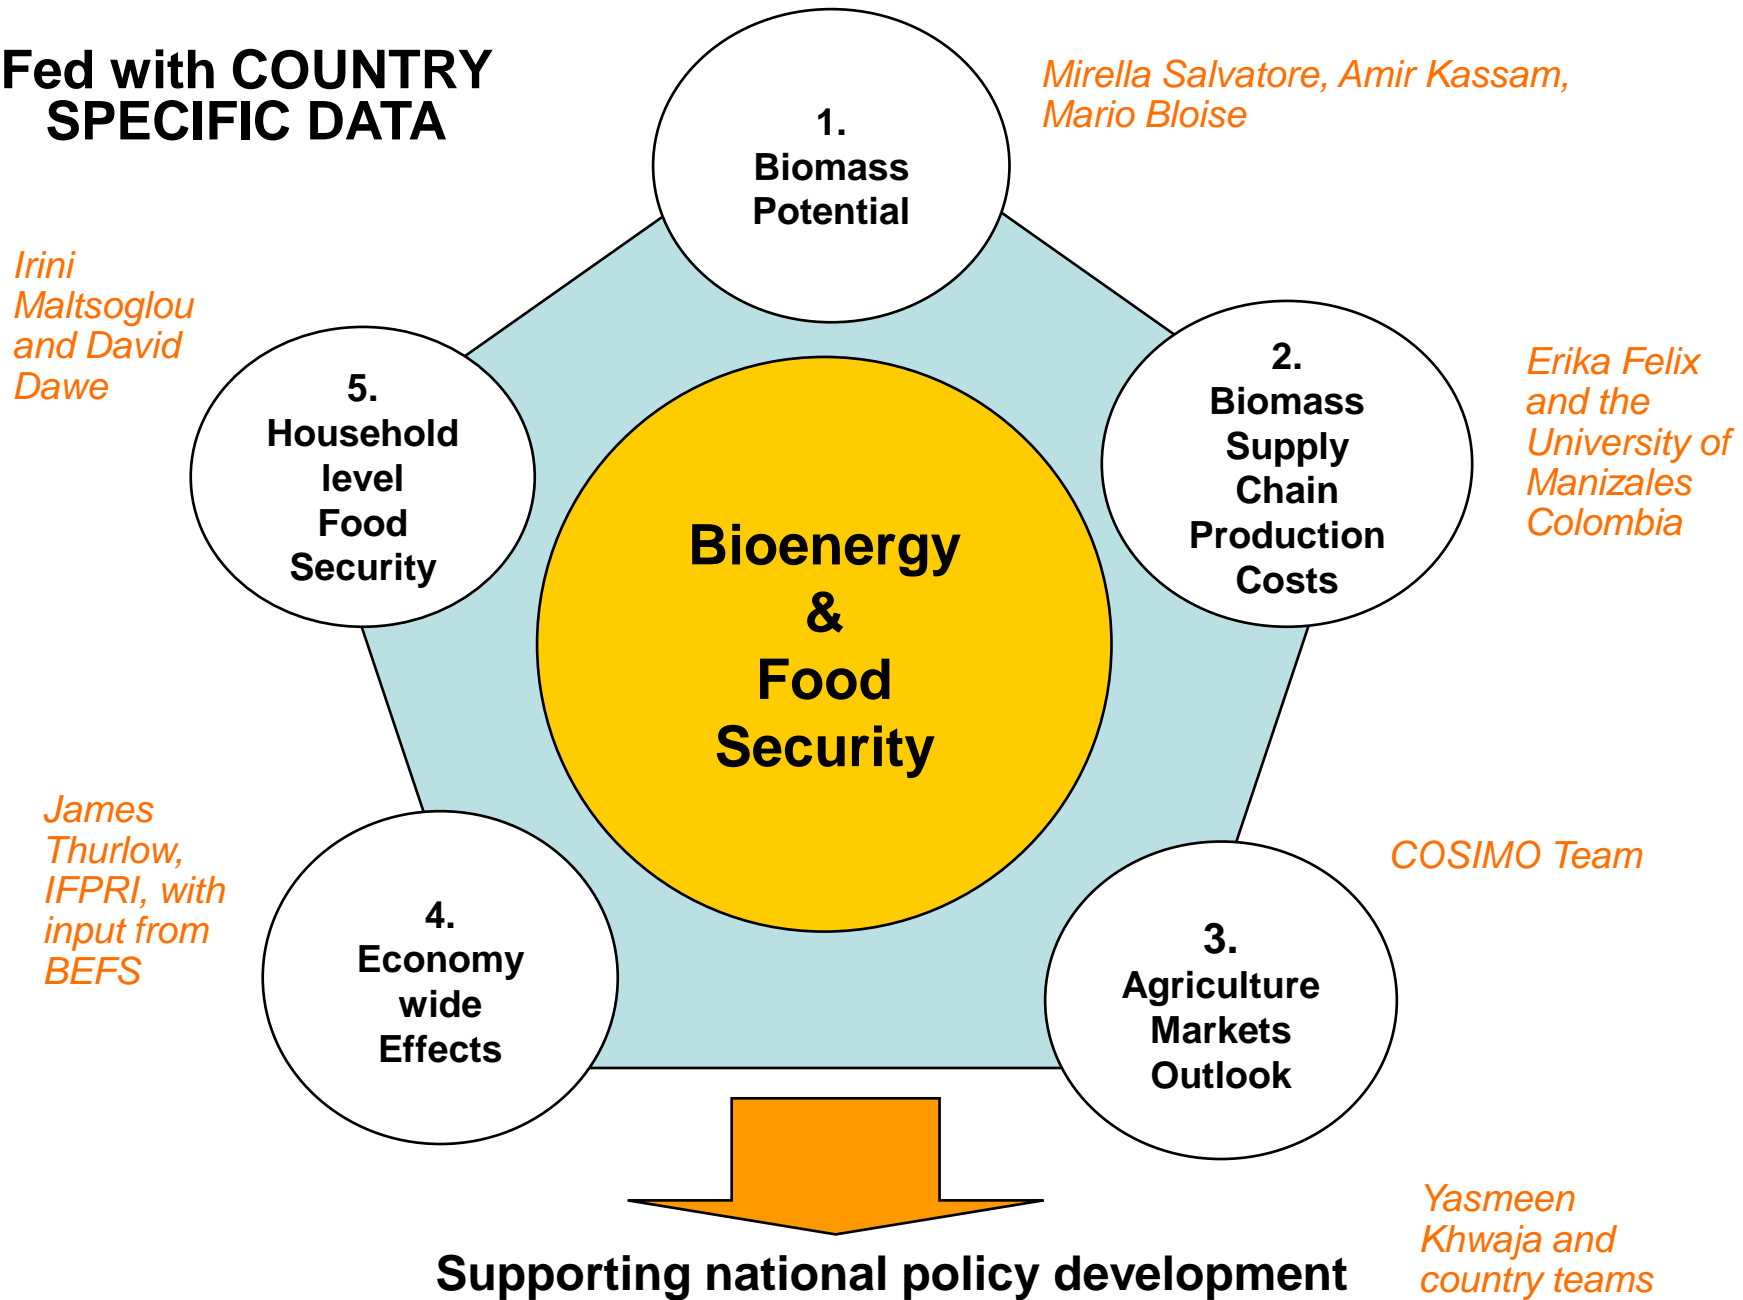 Fed with COUNTRY
SPECIFIC DATA
1.
Biomass
Potential
Mirella Salvatore, Amir Kassam,
Mario Bloise
2.
Biomass
Supply
Chain
Production
Costs
Erika Felix
and the
University of
Manizales
Colombia
Irini
Maltsoglou
and David
Dawe
5.
Household
level
Food
Security
Bioenergy
&
Food
Security
James
Thurlow,
IFPRI, with
input from
BEFS
4.
Economy
wide
Effects
3.
Agriculture
Markets
Outlook
COSIMO Team
Supporting national policy development
Yasmeen
Khwaja and
country teams